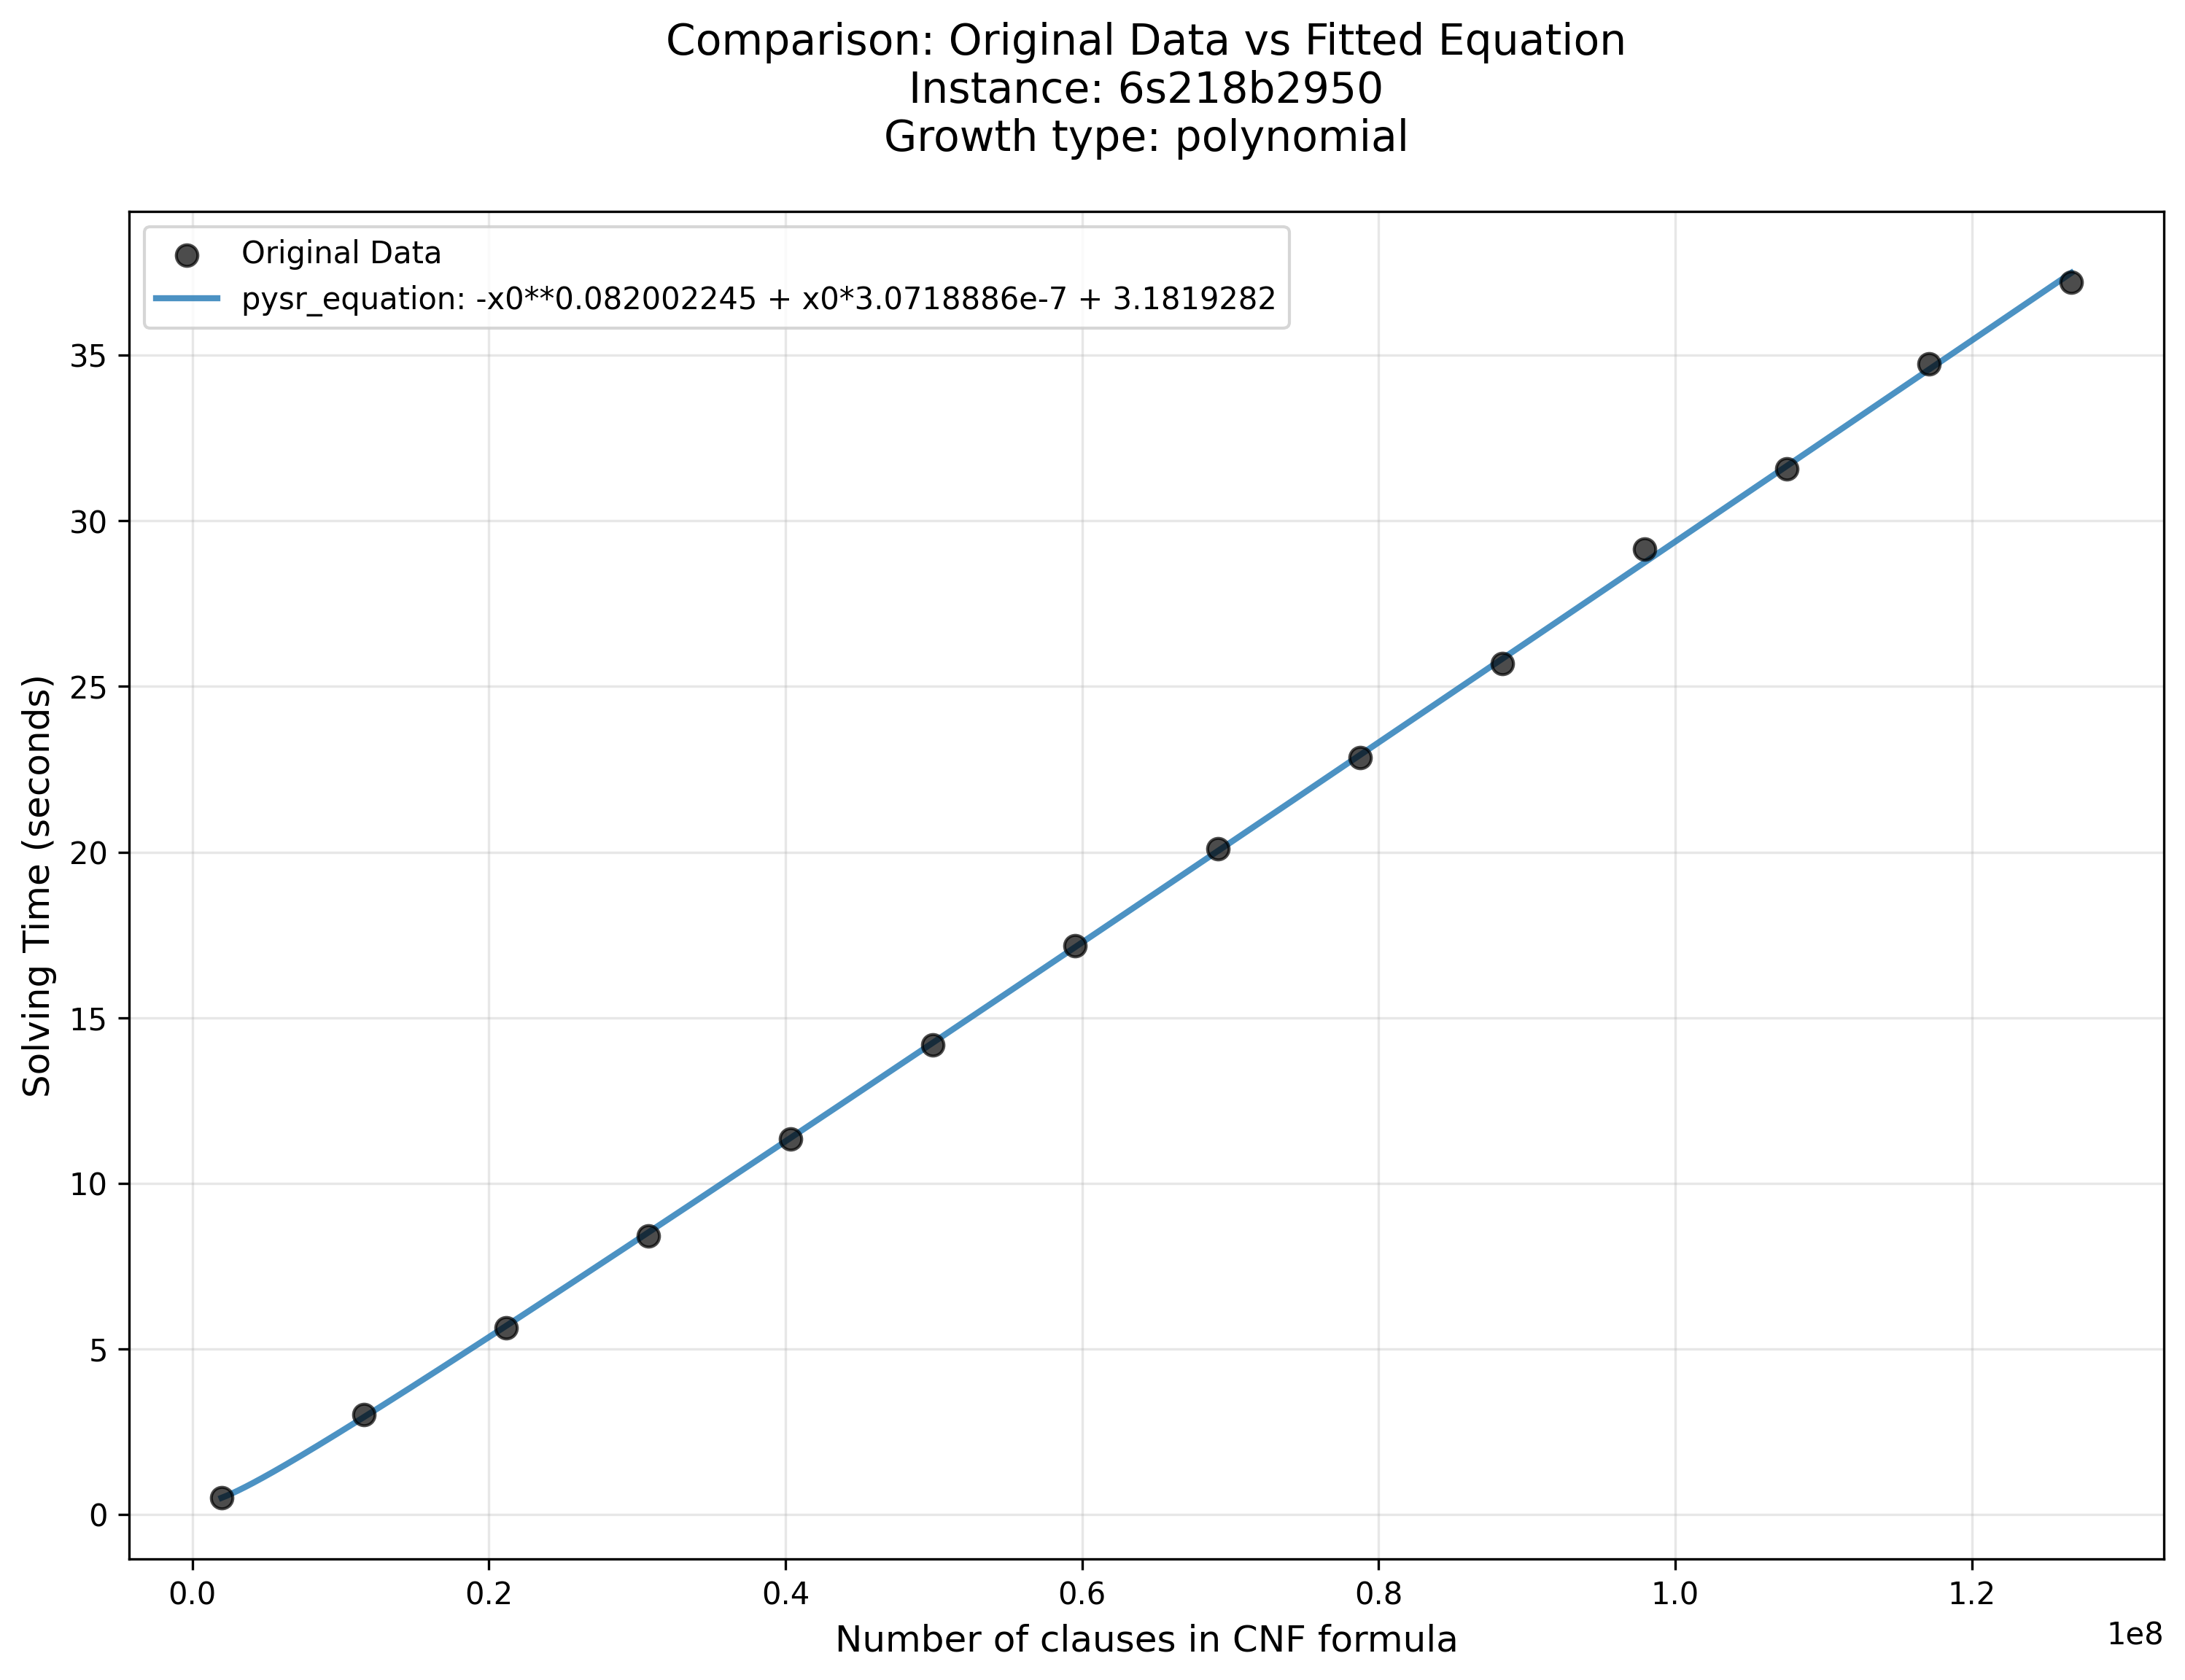 Comparison: Original Data vs Fitted Equation
Instance: 6s218b2950
Growth type: polynomial
Original Data
pysr_equation: -x0**0.082002245 + x0*3.0718886e-7 + 3.1819282
35
30
25
20
15
10
5
0
Solving Time (seconds)
0.0 0.2 0.4 0.6 0.8 1.0 1.2
1e8
Number of clauses in CNF formula